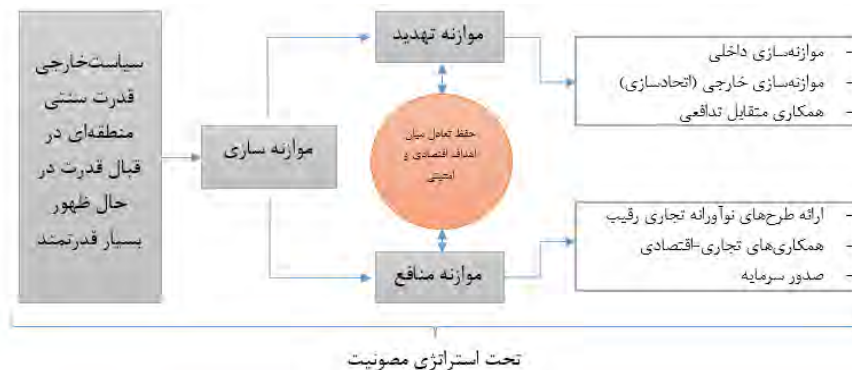 سیاست‌خارجی
قدرت سنتی
منطقه‌ای در
قبال قدرت در
حال ظهور
بسیار قدرتمند
موازنه سازی
موازنه تهدید
حفظ تعادل میان
اهداف اقتصادی و
امنیتی
موازنه منافع
- موازنه‌سازی داخلی
- موازنه‌سازی خارجی (اتحادسازی)
- همکاری متقابل تدافعی
- ارائه طرح‌های نوآورانه تجاری رقیب
- همکاری‌های تجاری-اقتصادی
- صدور سرمایه
تحت استراتژی مصونیت